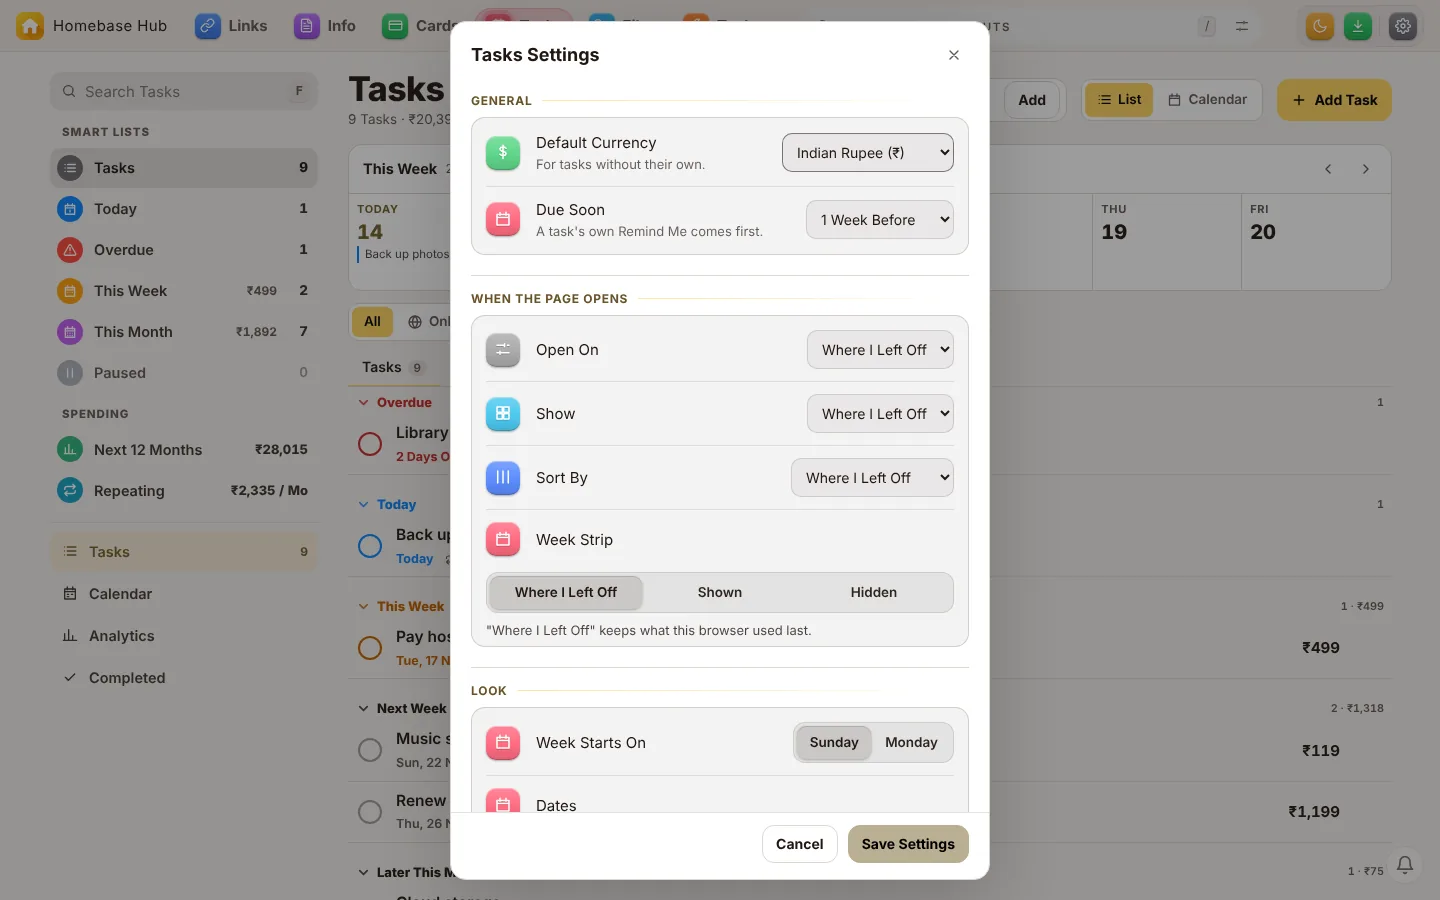 Homebase Hub
Links
Info
Cards
/
Search Tasks
F
SMART LISTS
Tasks 9
Today 1
Overdue 1
This Week ₹499 2
This Month ₹1,892 7
Paused 0
SPENDING
Next 12 Months ₹28,015
Repeating ₹2,335 / Mo
Tasks 9
Calendar
Analytics
Completed
Tasks
9 Tasks · ₹20,39
Add
List
Calendar
+ Add Task
This Week
TODAY
14
Back up photos
THU
19
FRI
20
All
Tasks 9
Overdue 1
Library
2 Days O
Today 1
Back up
Today
This Week 1 · ₹499
Pay hos
Tue, 17 N
₹499
Next Week 2 · ₹1,318
Music s
Sun, 22 N
₹119
Renew
Thu, 26 N
₹1,199
Later This M 1 · ₹75
Tasks Settings
GENERAL
Default Currency
For tasks without their own.
Indian Rupee (₹)
Due Soon
A task's own Remind Me comes first.
1 Week Before
WHEN THE PAGE OPENS
Open On
Where I Left Off
Show
Where I Left Off
Sort By
Where I Left Off
Week Strip
Where I Left Off
Shown
Hidden
"Where I Left Off" keeps what this browser used last.
LOOK
Week Starts On
Sunday
Monday
Dates
Cancel
Save Settings